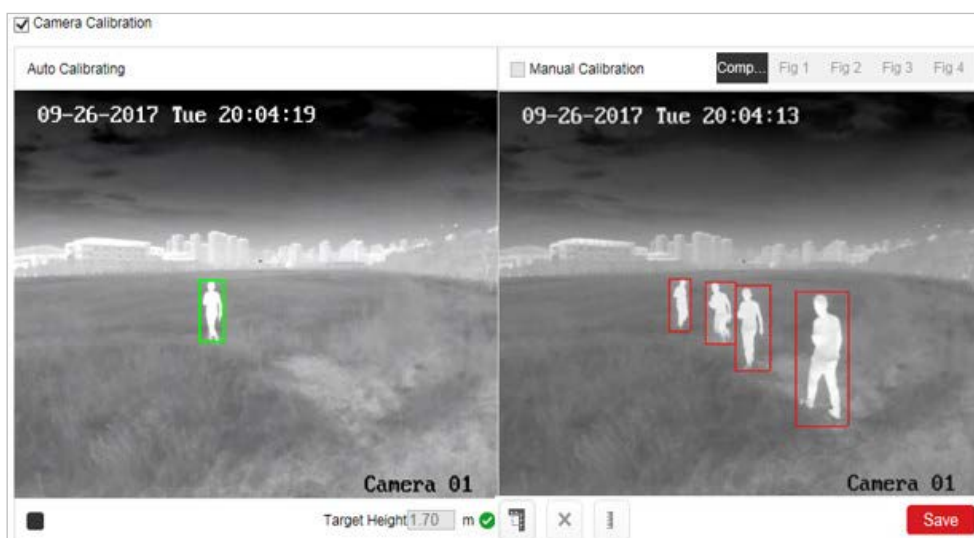 Camera Calibration
Auto Calibrating
Manual Calibration
Comp... Fig 1 Fig 2 Fig 3 Fig 4
09-26-2017 Tue 20:04:19
09-26-2017 Tue 20:04:13
Camera 01
Camera 01
Target Height 1.70 m
Save